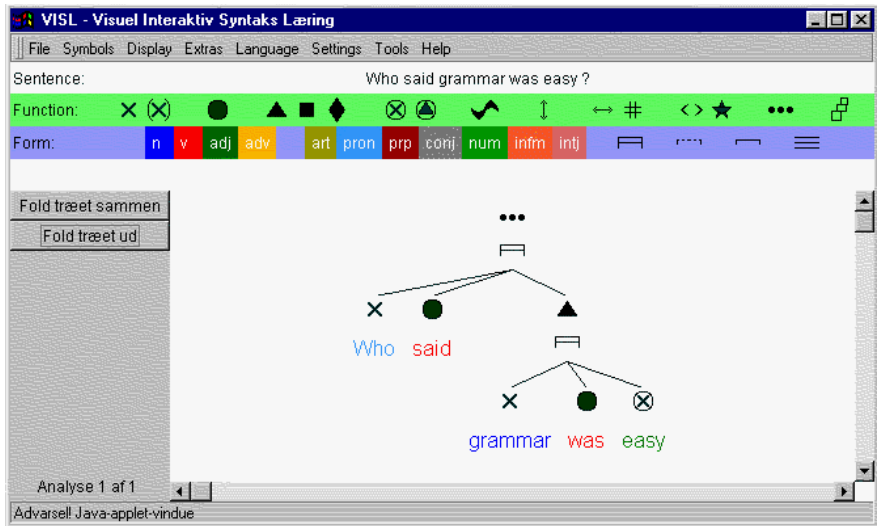 VISL - Visuel Interaktiv Syntaks Læring
File Symbols Display Extras Language Settings Tools Help
Sentence: Who said grammar was easy ?
Function:
Form: n v adj adv art pron prp conj num infm intj
Fold træet sammen
Fold træet ud
Who said
grammar was easy
Analyse 1 af 1
Advarsel! Java-applet-vindue